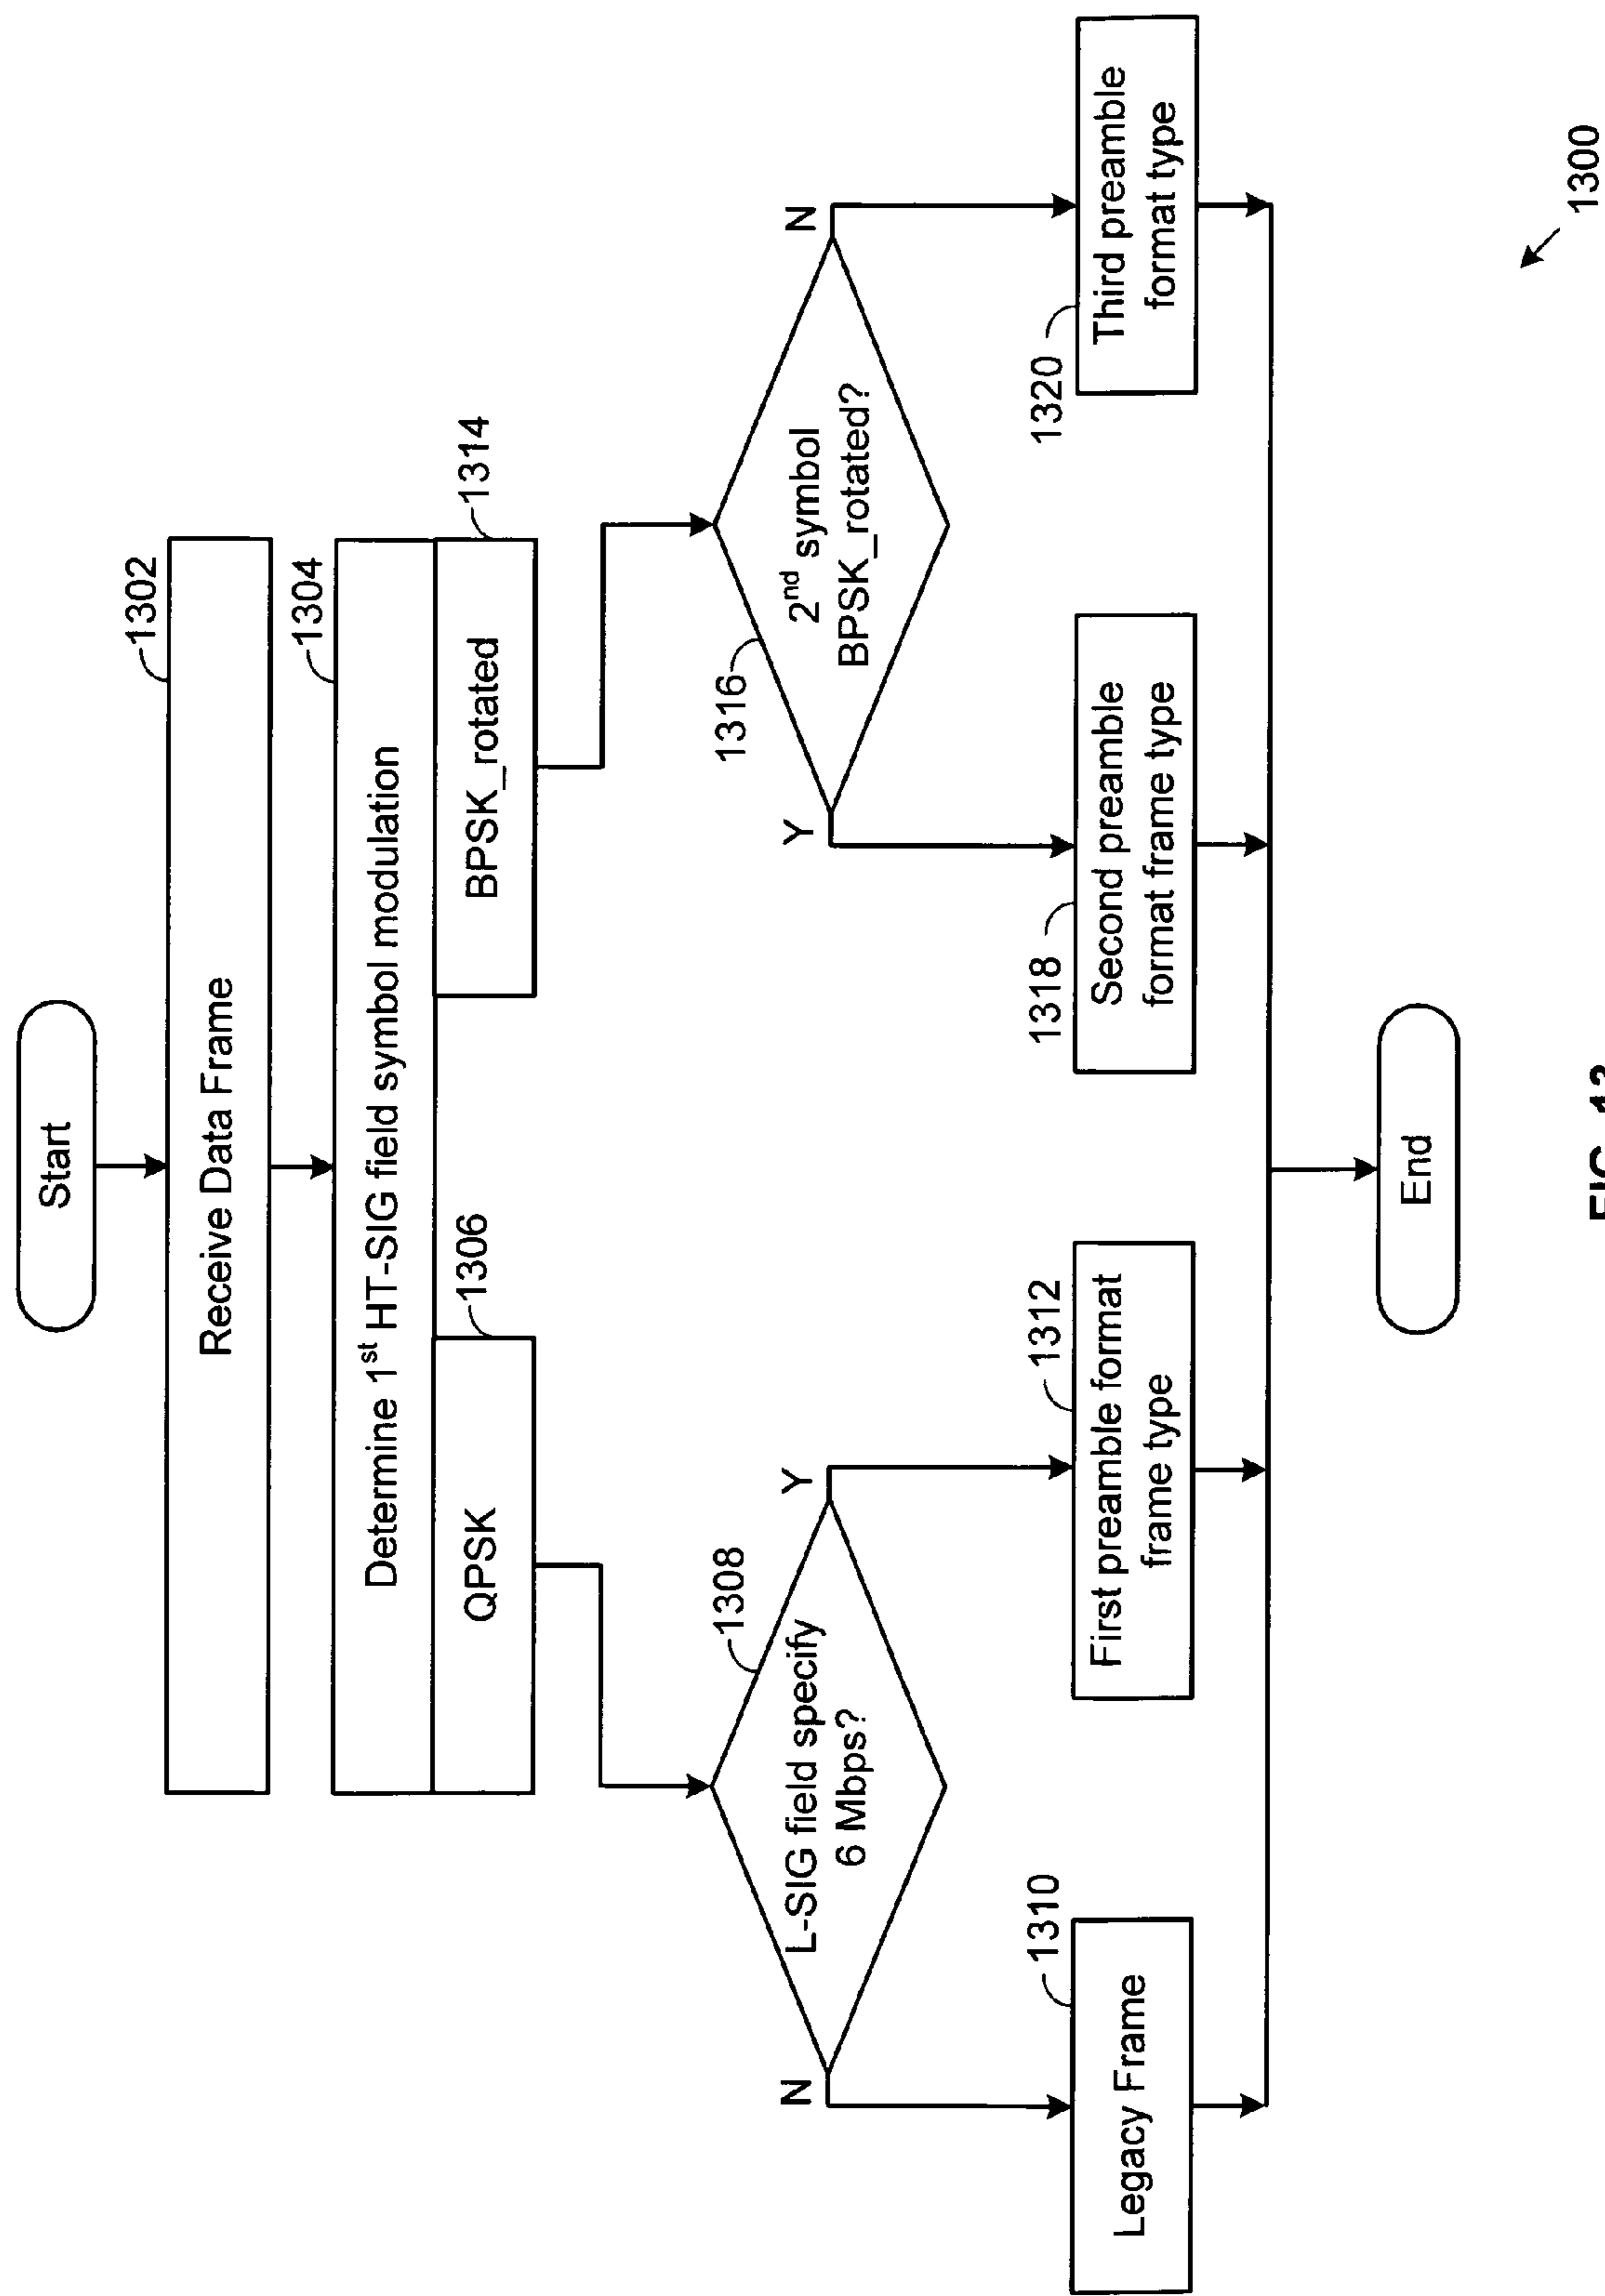 Start
1302
Receive Data Frame
1304
Determine 1st HT-SIG field symbol modulation
1306
QPSK
1314
BPSK_rotated
1308
L-SIG field specify
6 Mbps?
N
Y
1316
2nd symbol
BPSK_rotated?
Y
N
1310
Legacy Frame
1312
First preamble format
frame type
1318
Second preamble
format frame type
1320
Third preamble
format type
End
1300
FIG. 13